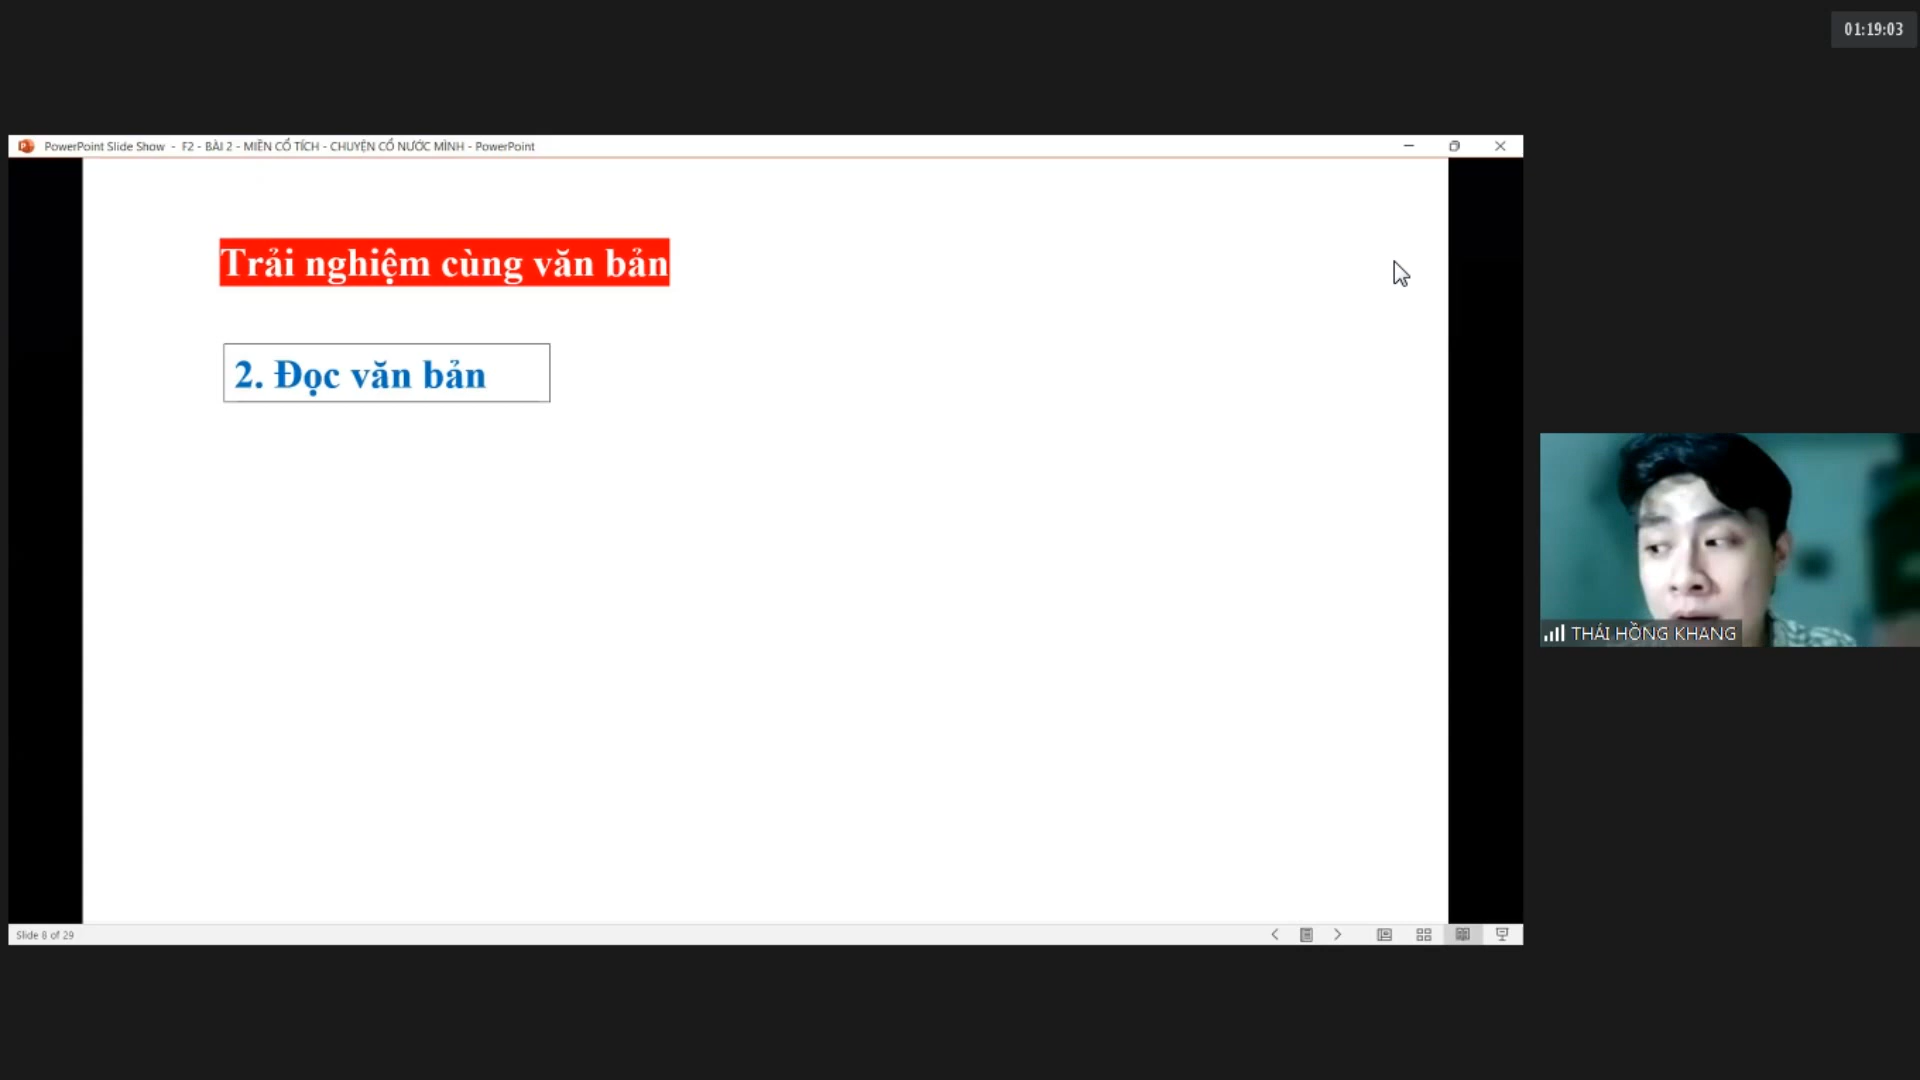 01:19:03
PowerPoint Slide Show - F2 - BÀI 2 - MIỀN CỔ TÍCH - CHUYỆN CỔ NƯỚC MÌNH - PowerPoint
Trải nghiệm cùng văn bản
2. Đọc văn bản
THÁI HỒNG KHANG
Slide 8 of 29